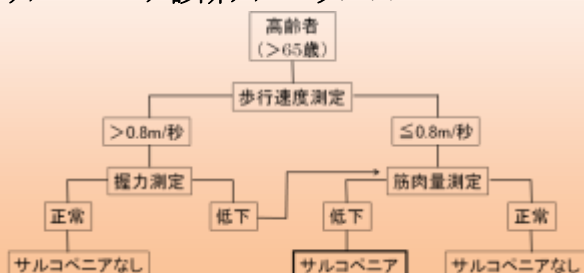 高齢者
(>65歳)
歩行速度測定
>0.8m/秒
≦0.8m/秒
握力測定
筋肉量測定
正常
低下
低下
正常
サルコペニアなし
サルコペニア
サルコペニアなし